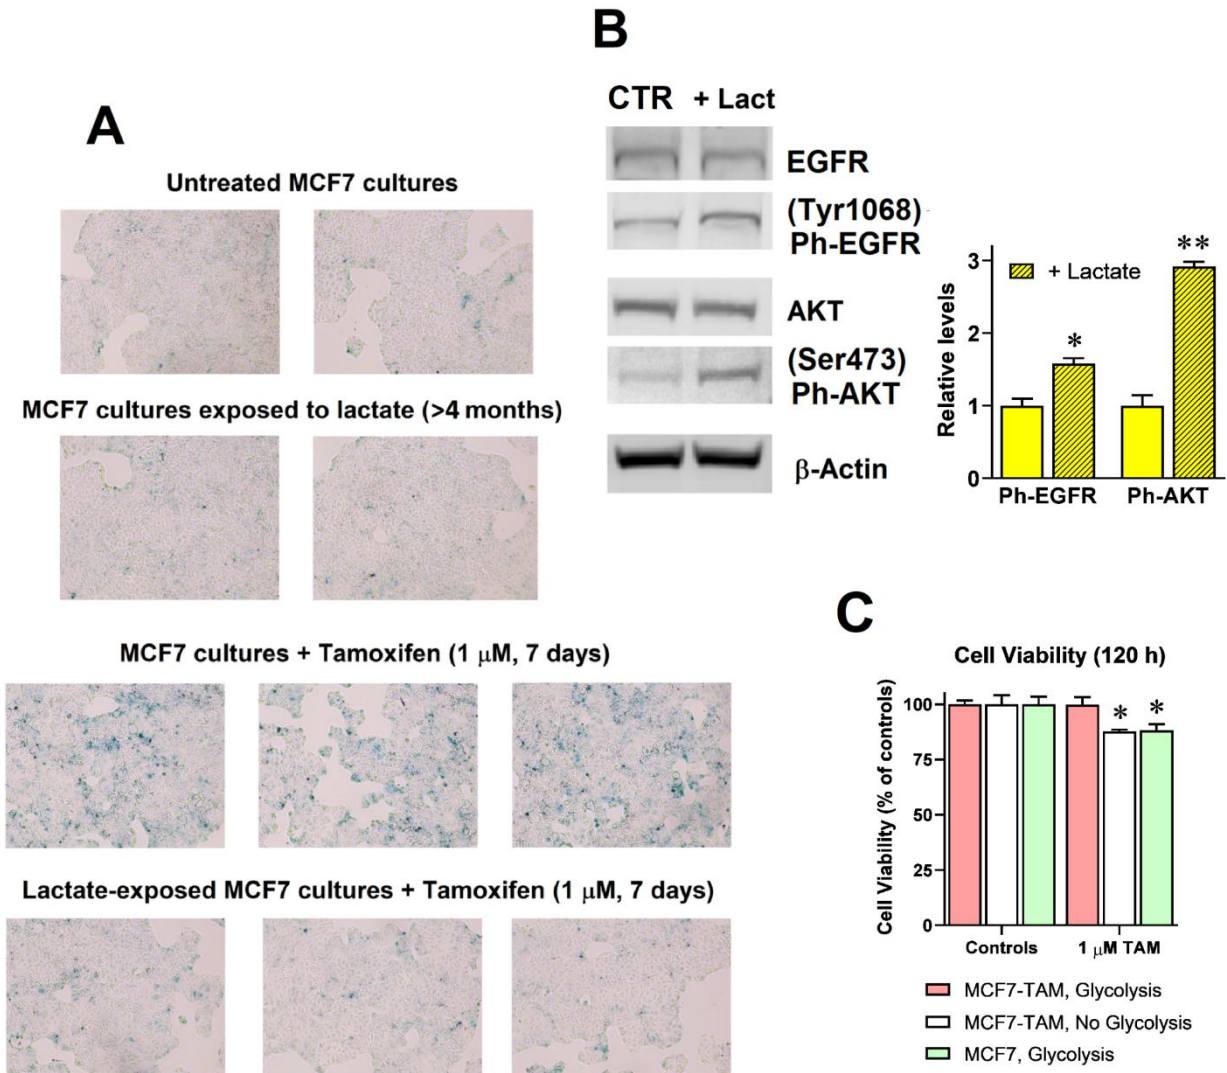 A
Untreated MCF7 cultures
MCF7 cultures exposed to lactate (>4 months)
MCF7 cultures + Tamoxifen (1 μM, 7 days)
Lactate-exposed MCF7 cultures + Tamoxifen (1 μM, 7 days)
B
CTR + Lact
EGFR
(Tyr1068)
Ph-EGFR
AKT
(Ser473)
Ph-AKT
β-Actin
Relative levels
3
2
1
0
+ Lactate
*
**
Ph-EGFR Ph-AKT
C
Cell Viability (120 h)
Cell Viability (% of controls)
100
75
50
25
0
* *
Controls 1 μM TAM
MCF7-TAM, Glycolysis
MCF7-TAM, No Glycolysis
MCF7, Glycolysis